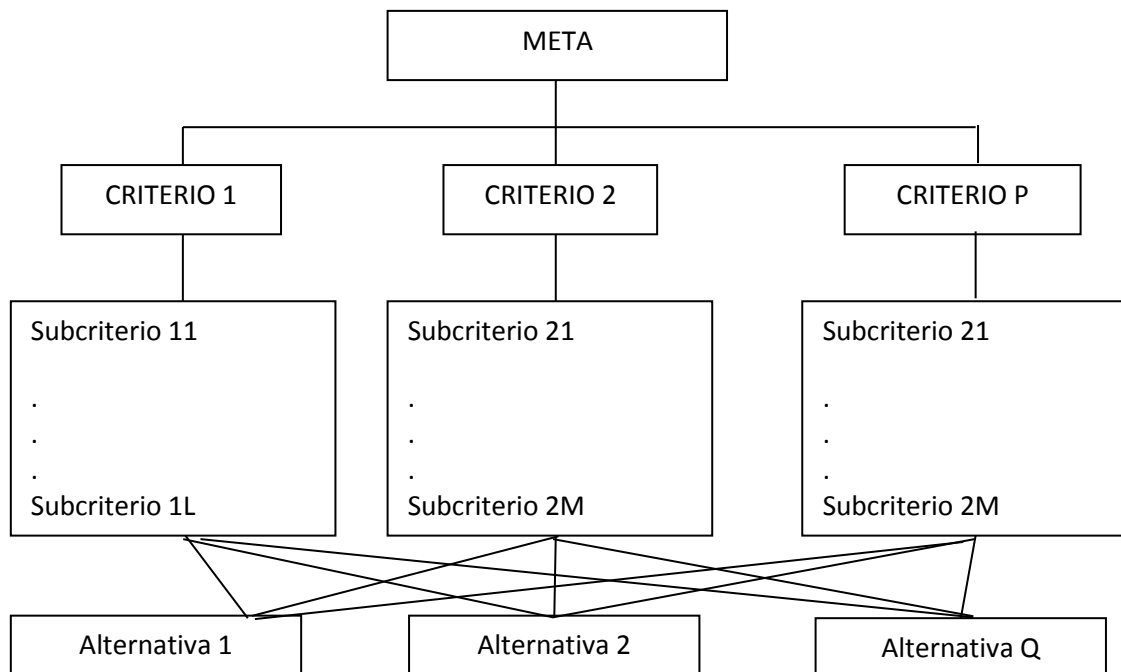 META
CRITERIO 1
CRITERIO 2
CRITERIO P
Subcriterio 11
.
.
.
Subcriterio 1L
Subcriterio 21
.
.
.
Subcriterio 2M
Subcriterio 21
.
.
.
Subcriterio 2M
Alternativa 1
Alternativa 2
Alternativa Q